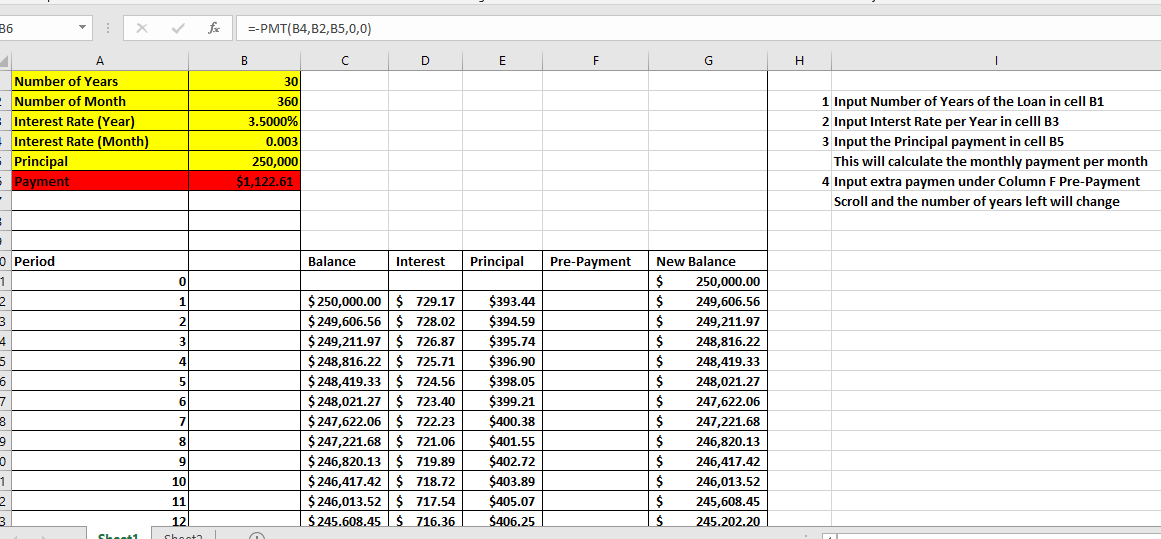 B6 fx =-PMT(B4,B2,B5,0,0)
A B C D E F G H I
Number of Years 30
Number of Month 360 1 Input Number of Years of the Loan in cell B1
Interest Rate (Year) 3.5000% 2 Input Interst Rate per Year in celll B3
Interest Rate (Month) 0.003 3 Input the Principal payment in cell B5
Principal 250,000 This will calculate the monthly payment per month
Payment $1,122.61 4 Input extra paymen under Column F Pre-Payment
Scroll and the number of years left will change
Period Balance Interest Principal Pre-Payment New Balance
0 $ 250,000.00
1 $250,000.00 $ 729.17 $393.44 $ 249,606.56
2 $249,606.56 $ 728.02 $394.59 $ 249,211.97
3 $249,211.97 $ 726.87 $395.74 $ 248,816.22
4 $248,816.22 $ 725.71 $396.90 $ 248,419.33
5 $248,419.33 $ 724.56 $398.05 $ 248,021.27
6 $248,021.27 $ 723.40 $399.21 $ 247,622.06
7 $247,622.06 $ 722.23 $400.38 $ 247,221.68
8 $247,221.68 $ 721.06 $401.55 $ 246,820.13
9 $246,820.13 $ 719.89 $402.72 $ 246,417.42
10 $246,417.42 $ 718.72 $403.89 $ 246,013.52
11 $246,013.52 $ 717.54 $405.07 $ 245,608.45
12 $245,608.45 $ 716.36 $406.25 $ 245,202.20
Sheet1 Sheet2